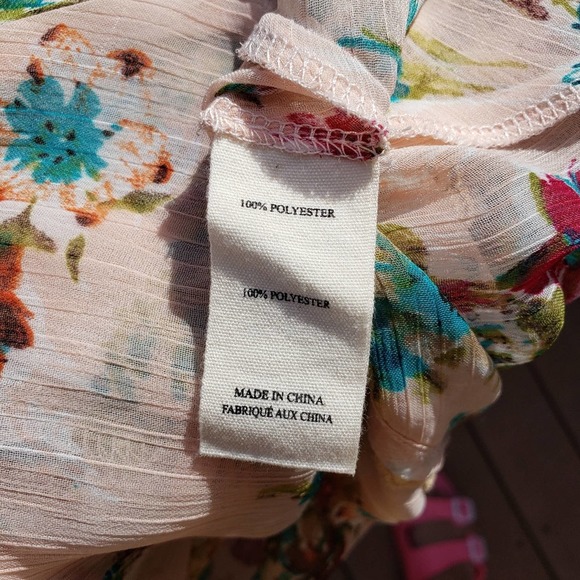 100% POLYESTER
100% POLYESTER
MADE IN CHINA
FABRIQUÉ AUX CHINA